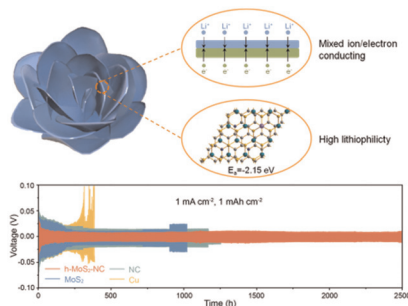 Li⁺ Li⁺ Li⁺ Li⁺ Li⁺
e⁻ e⁻ e⁻ e⁻ e⁻
Mixed ion/electron
conducting
High lithiophilicity
Eₐ=-2.15 eV
1 mA cm⁻², 1 mAh cm⁻²
Voltage (V)
0.10
0.05
0.00
-0.05
-0.10
h-MoS₂-NC
NC
MoS₂
Cu
0 500 1000 1500 2000 2500
Time (h)